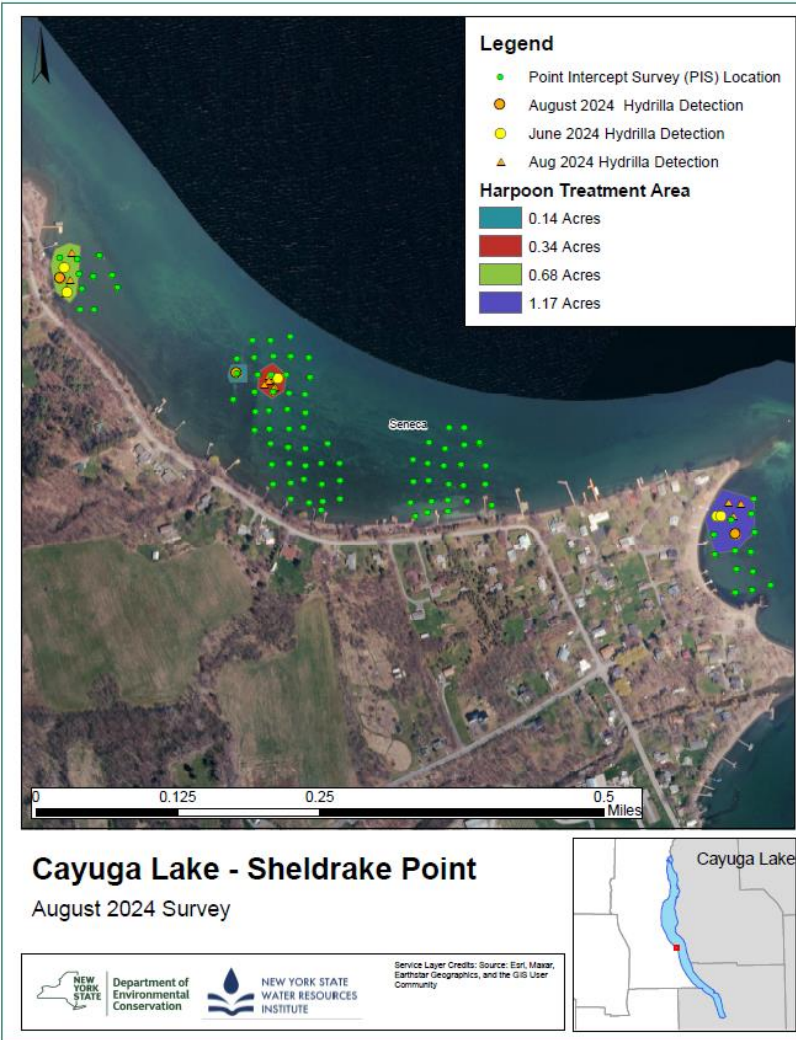 Legend
Point Intercept Survey (PIS) Location
August 2024 Hydrilla Detection
June 2024 Hydrilla Detection
Aug 2024 Hydrilla Detection
Harpoon Treatment Area
0.14 Acres
0.34 Acres
0.68 Acres
1.17 Acres
Seneca
0 0.125 0.25 0.5
Miles
Cayuga Lake - Sheldrake Point
August 2024 Survey
Cayuga Lake
NEW
YORK
STATE
Department of
Environmental
Conservation
NEW YORK STATE
WATER RESOURCES
INSTITUTE
Service Layer Credits: Source: Esri, Maxar,
Earthstar Geographics, and the GIS User
Community